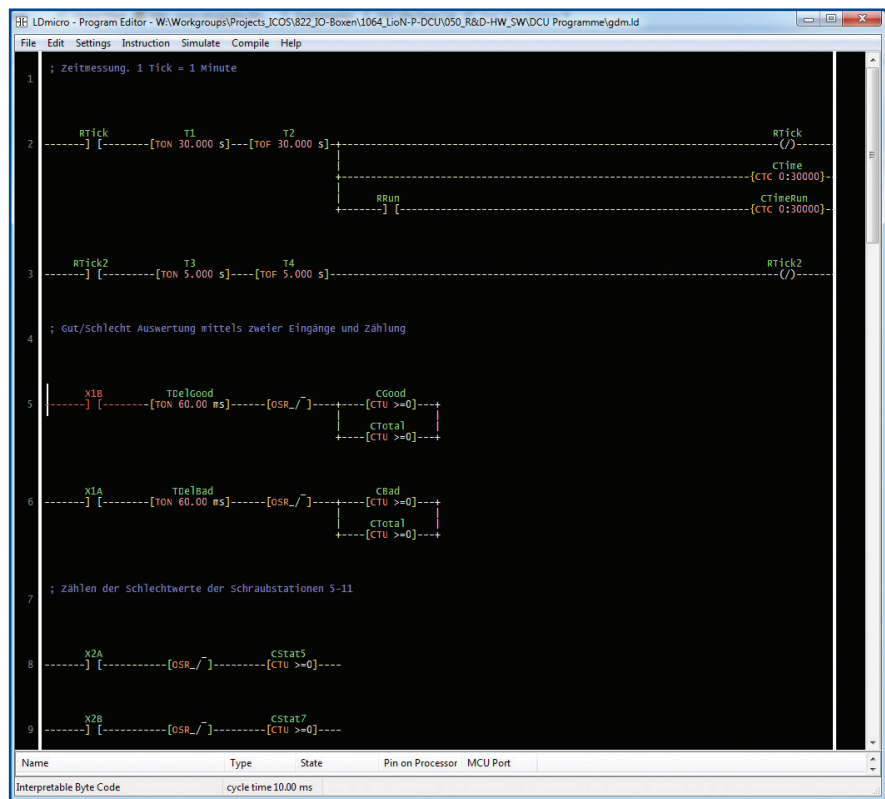 LDmicro - Program Editor - W:\Workgroups\Projects_ICOS\822_IO-Boxen\1064_LioN-P-DCU\050_R&D-HW_SW\DCU Programme\gdm.ld
File Edit Settings Instruction Simulate Compile Help
1 ; Zeitmessung. 1 Tick = 1 Minute
RTick T1 T2 RTick
2 -------] [--------[TON 30.000 s]---[TOF 30.000 s]-+-----(/)------
CTime
+-----{CTC 0:30000}-
RRun CTimeRun
+------] [-----{CTC 0:30000}-
RTick2 T3 T4 RTick2
3 -------] [--------[TON 5.000 s]----[TOF 5.000 s]-----(/)------
4 ; Gut/Schlecht Auswertung mittels zweier Eingänge und Zählung
X1B TDelGood _ CGood
5 -------] [--------[TON 60.00 ms]------[OSR_/ ]----+----[CTU >=0]---+
CTotal
+----[CTU >=0]---+
X1A TDelBad _ CBad
6 -------] [--------[TON 60.00 ms]------[OSR_/ ]----+----[CTU >=0]---+
CTotal
+----[CTU >=0]---+
7 ; Zählen der Schlechtwerte der Schraubstationen 5-11
X2A _ CStat5
8 -------] [----------[OSR_/ ]---------[CTU >=0]----
X2B _ CStat7
9 -------] [----------[OSR_/ ]---------[CTU >=0]----
Name Type State Pin on Processor MCU Port
Interpretable Byte Code cycle time 10.00 ms